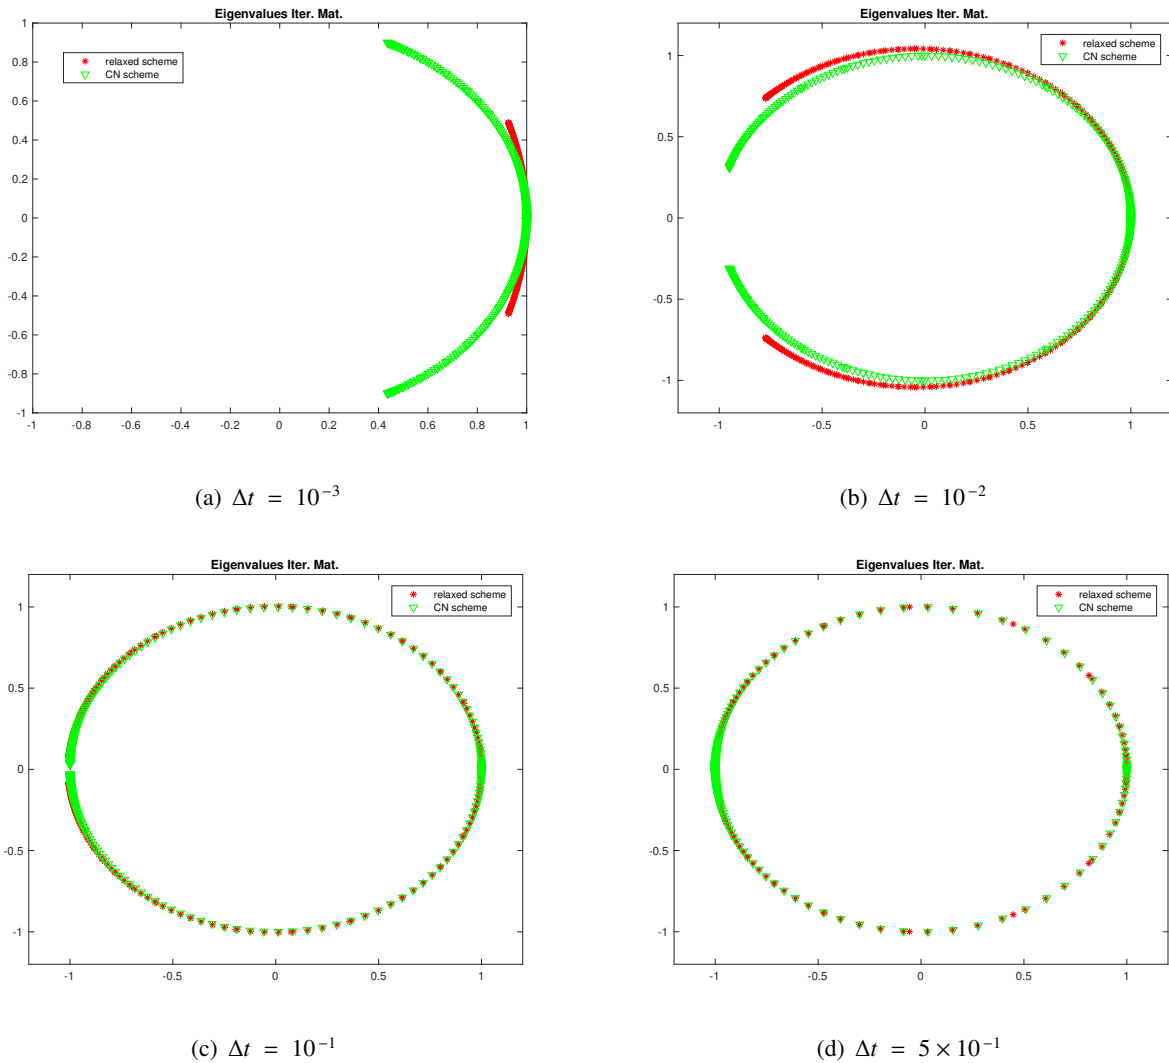 Eigenvalues Iter. Mat.
1
0.8
0.6
0.4
0.2
0
-0.2
-0.4
-0.6
-0.8
-1
-1 -0.8 -0.6 -0.4 -0.2 0 0.2 0.4 0.6 0.8 1
relaxed scheme
CN scheme
(a) Δt = 10⁻³
Eigenvalues Iter. Mat.
1
0.5
0
-0.5
-1
-1 -0.5 0 0.5 1
relaxed scheme
CN scheme
(b) Δt = 10⁻²
Eigenvalues Iter. Mat.
1
0.5
0
-0.5
-1
-1 -0.5 0 0.5 1
relaxed scheme
CN scheme
(c) Δt = 10⁻¹
Eigenvalues Iter. Mat.
1
0.5
0
-0.5
-1
-1 -0.5 0 0.5 1
relaxed scheme
CN scheme
(d) Δt = 5 × 10⁻¹